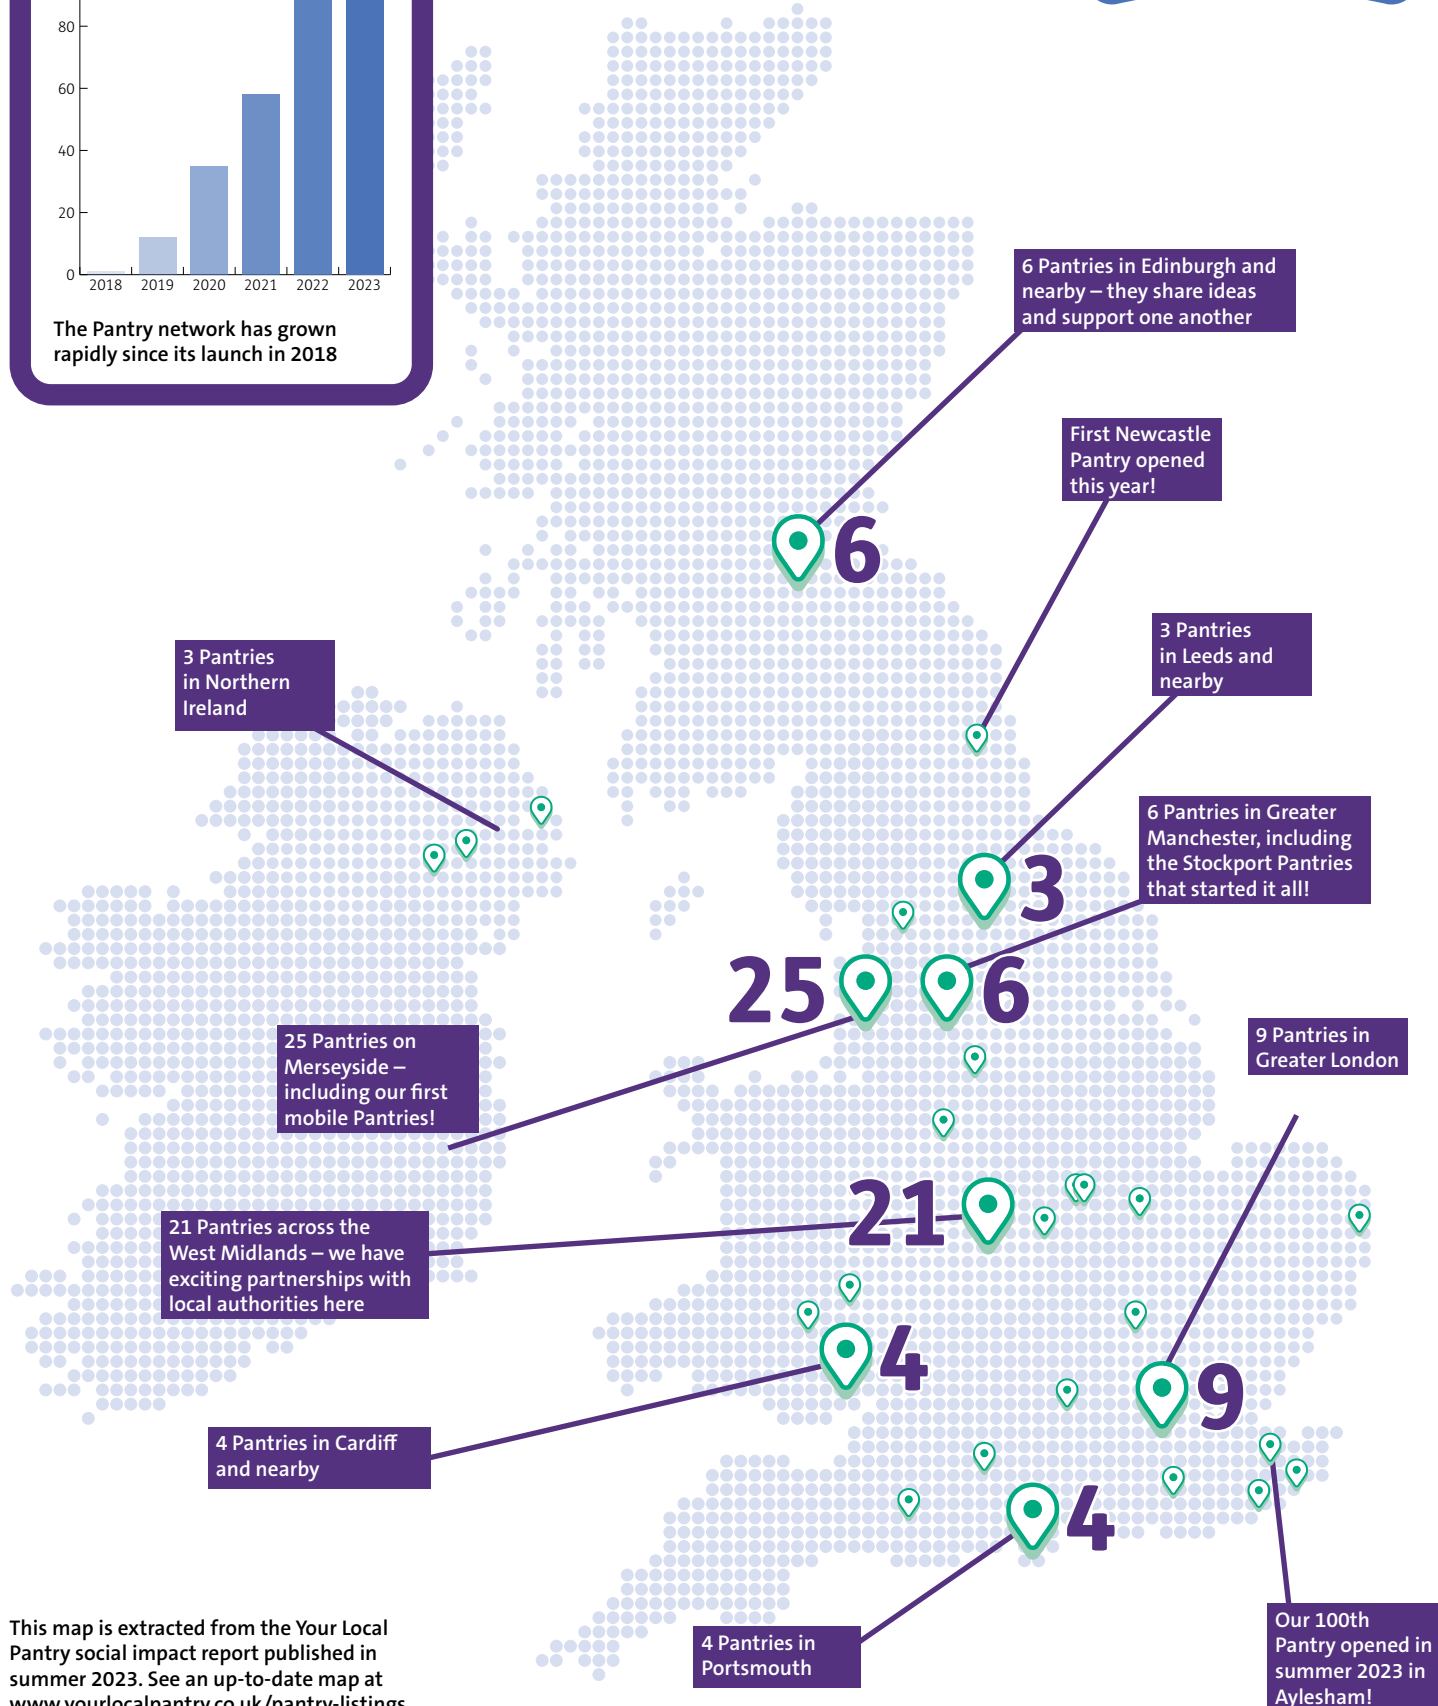 80
60
40
20
0
2018 2019 2020 2021 2022 2023
The Pantry network has grown
rapidly since its launch in 2018
6 Pantries in Edinburgh and
nearby – they share ideas
and support one another
First Newcastle
Pantry opened
this year!
6
3 Pantries
in Leeds and
nearby
3 Pantries
in Northern
Ireland
6 Pantries in Greater
Manchester, including
the Stockport Pantries
that started it all!
3
25
6
25 Pantries on
Merseyside –
including our first
mobile Pantries!
9 Pantries in
Greater London
21
21 Pantries across the
West Midlands – we have
exciting partnerships with
local authorities here
4
9
4 Pantries in Cardiff
and nearby
4
4 Pantries in
Portsmouth
Our 100th
Pantry opened in
summer 2023 in
Aylesham!
This map is extracted from the Your Local
Pantry social impact report published in
summer 2023. See an up-to-date map at
www.yourlocalpantry.co.uk/pantry-listings